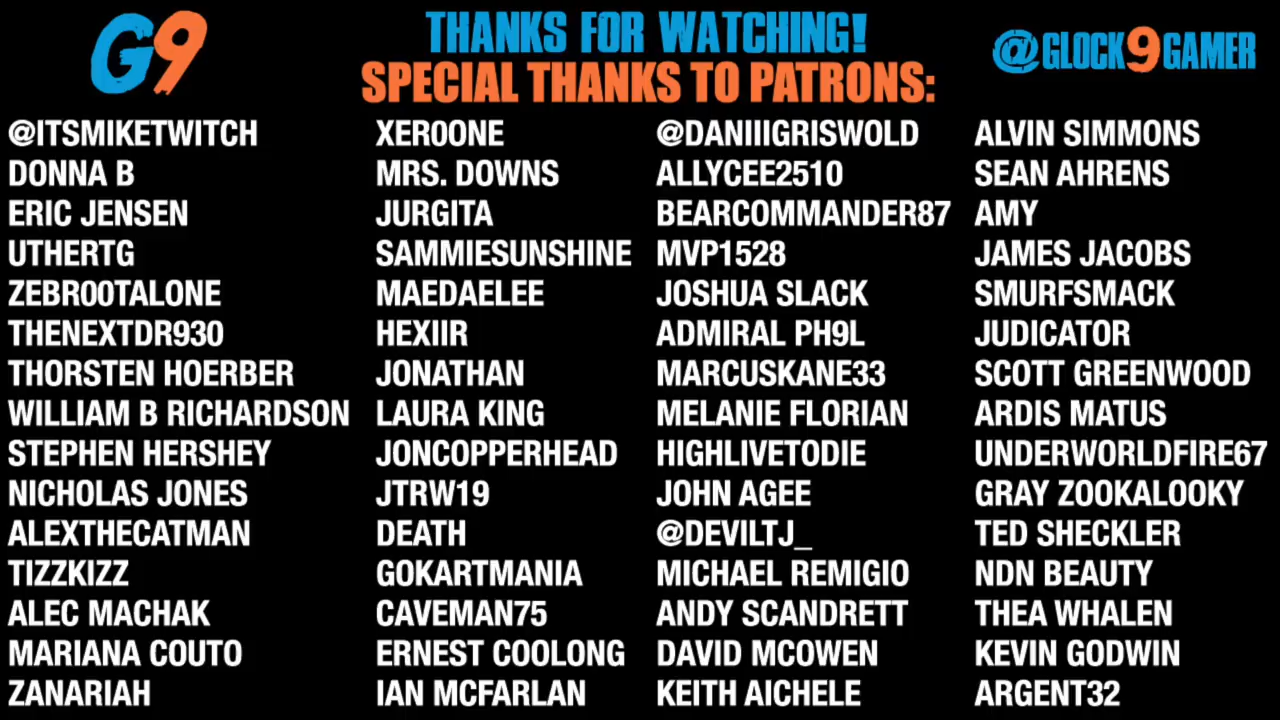 G9
THANKS FOR WATCHING!
SPECIAL THANKS TO PATRONS:
@GLOCK9GAMER
@ITSMIKETWITCH
DONNA B
ERIC JENSEN
UTHERTG
ZEBR00TALONE
THENEXTDR930
THORSTEN HOERBER
WILLIAM B RICHARDSON
STEPHEN HERSHEY
NICHOLAS JONES
ALEXTHECATMAN
TIZZKIZZ
ALEC MACHAK
MARIANA COUTO
ZANARIAH
XER0ONE
MRS. DOWNS
JURGITA
SAMMIESUNSHINE
MAEDAELEE
HEXIIR
JONATHAN
LAURA KING
JONCOPPERHEAD
JTRW19
DEATH
GOKARTMANIA
CAVEMAN75
ERNEST COOLONG
IAN MCFARLAN
@DANIIIGRISWOLD
ALLYCEE2510
BEARCOMMANDER87
MVP1528
JOSHUA SLACK
ADMIRAL PH9L
MARCUSKANE33
MELANIE FLORIAN
HIGHLIVETODIE
JOHN AGEE
@DEVILTJ_
MICHAEL REMIGIO
ANDY SCANDRETT
DAVID MCOWEN
KEITH AICHELE
ALVIN SIMMONS
SEAN AHRENS
AMY
JAMES JACOBS
SMURFSMACK
JUDICATOR
SCOTT GREENWOOD
ARDIS MATUS
UNDERWORLDFIRE67
GRAY ZOOKALOOKY
TED SHECKLER
NDN BEAUTY
THEA WHALEN
KEVIN GODWIN
ARGENT32